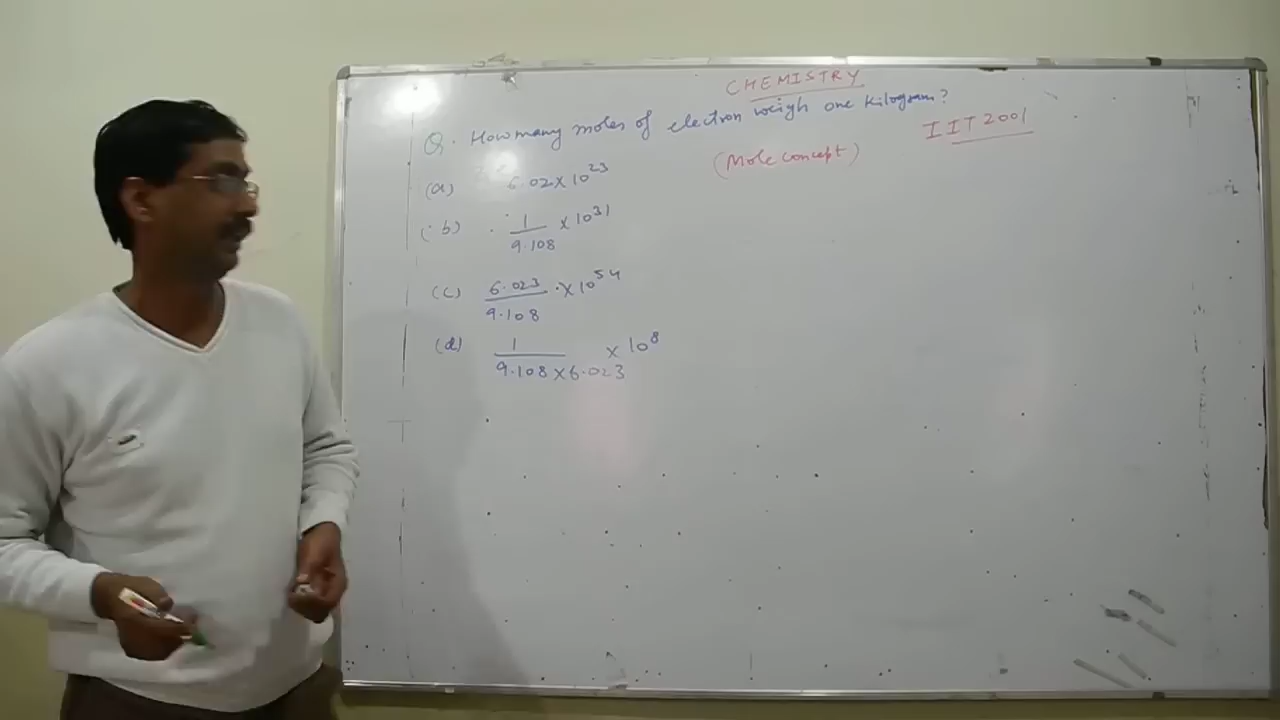 CHEMISTRY
Q. How many moles of electron weigh one kilogram?
IIT 2001
(Mole concept)
(a) 6.02 x 10^23
(b) 1/9.108 x 10^31
(c) 6.023/9.108 x 10^54
(d) 1/(9.108 x 6.023) x 10^8